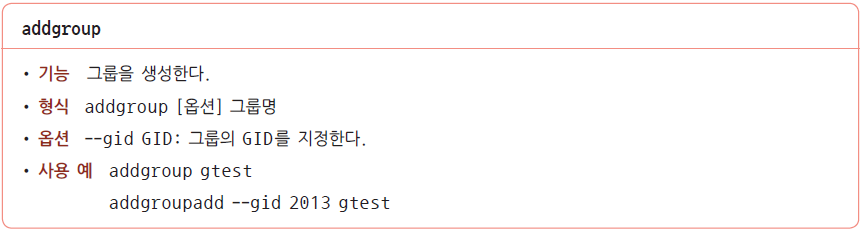 addgroup
• 기능 그룹을 생성한다.
• 형식 addgroup [옵션] 그룹명
• 옵션 --gid GID: 그룹의 GID를 지정한다.
• 사용 예 addgroup gtest
addgroupadd --gid 2013 gtest